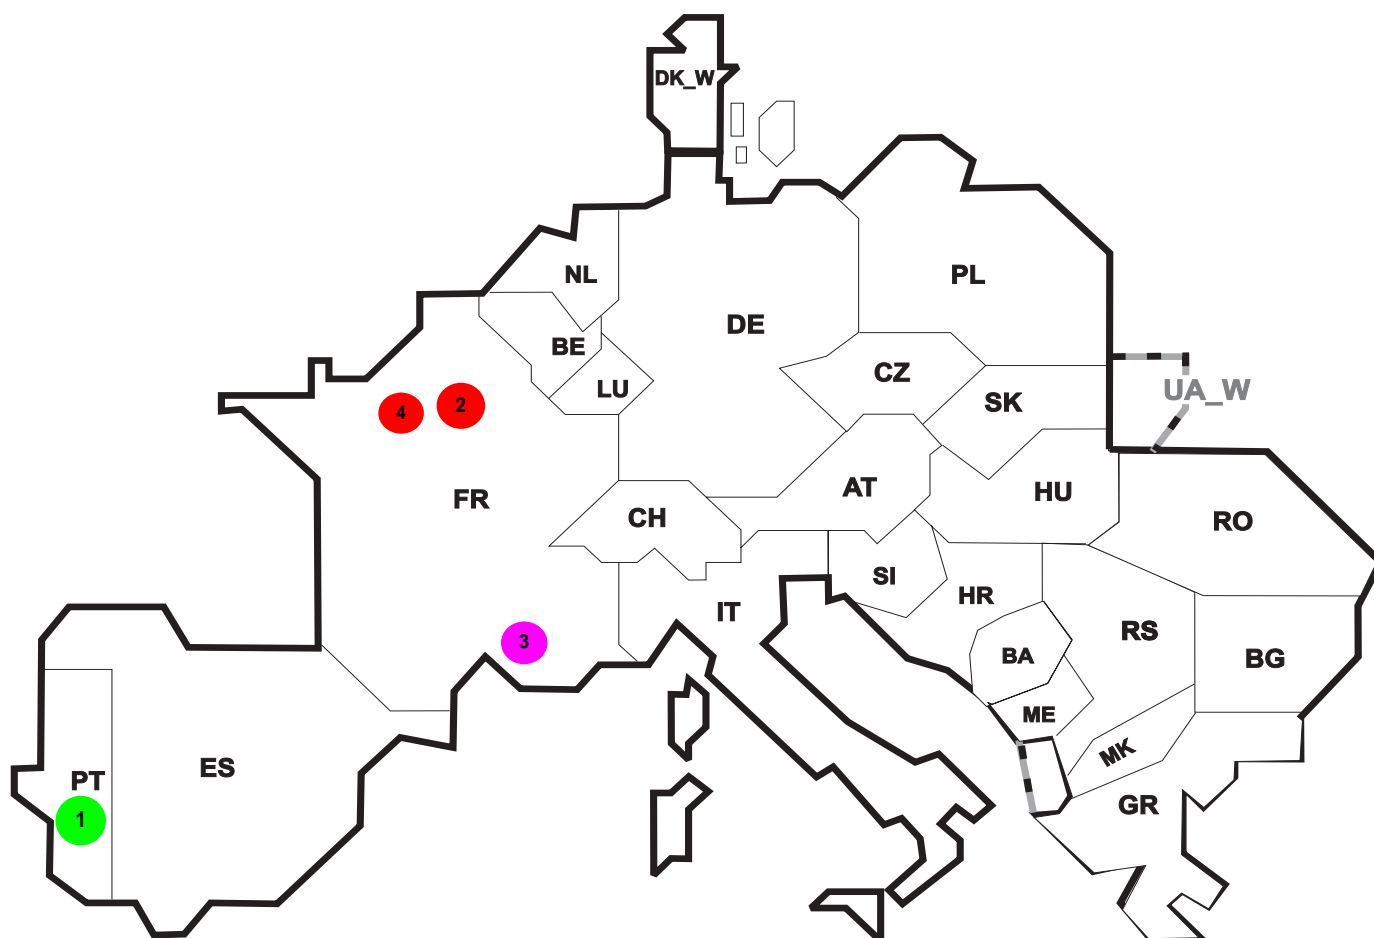 DK_W
NL
PL
DE
BE
CZ
LU
UA_W
SK
4
2
FR
AT
HU
CH
RO
SI
HR
IT
3
RS
BA
BG
ME
MK
ES
PT
GR
1